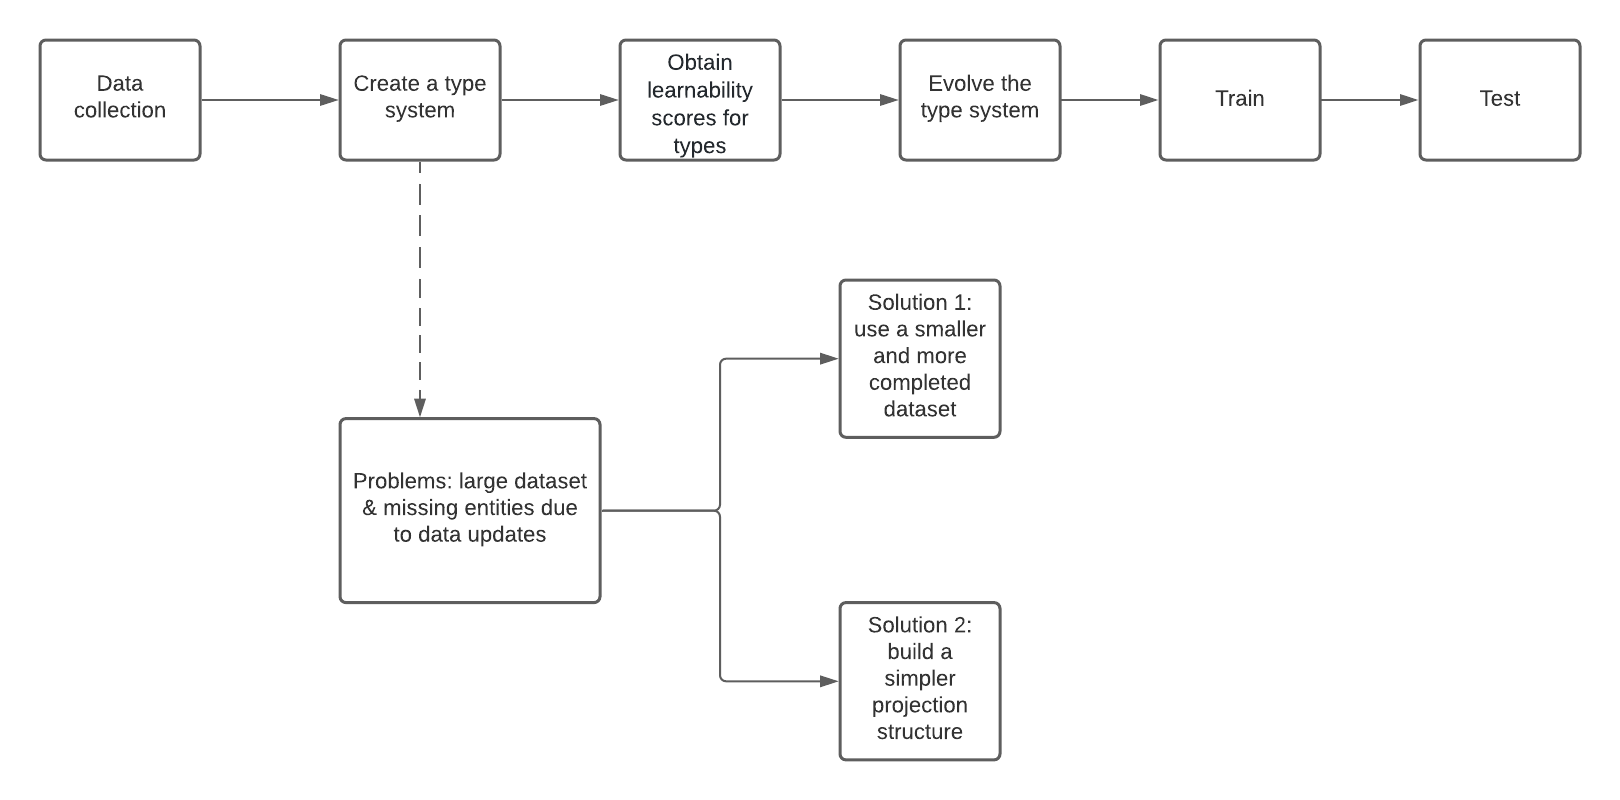 Data
collection
Create a type
system
Obtain
learnability
scores for
types
Evolve the
type system
Train
Test
Problems: large dataset
& missing entities due
to data updates
Solution 1:
use a smaller
and more
completed
dataset
Solution 2:
build a
simpler
projection
structure